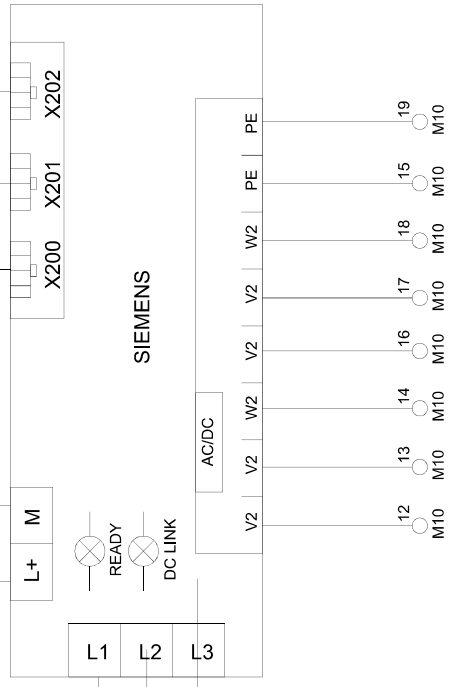 X202
X201
X200
SIEMENS
PE 19 M10
PE 15 M10
W2 18 M10
V2 17 M10
V2 16 M10
W2 14 M10
V2 13 M10
V2 12 M10
AC/DC
M
L+
READY
DC LINK
L1 L2 L3